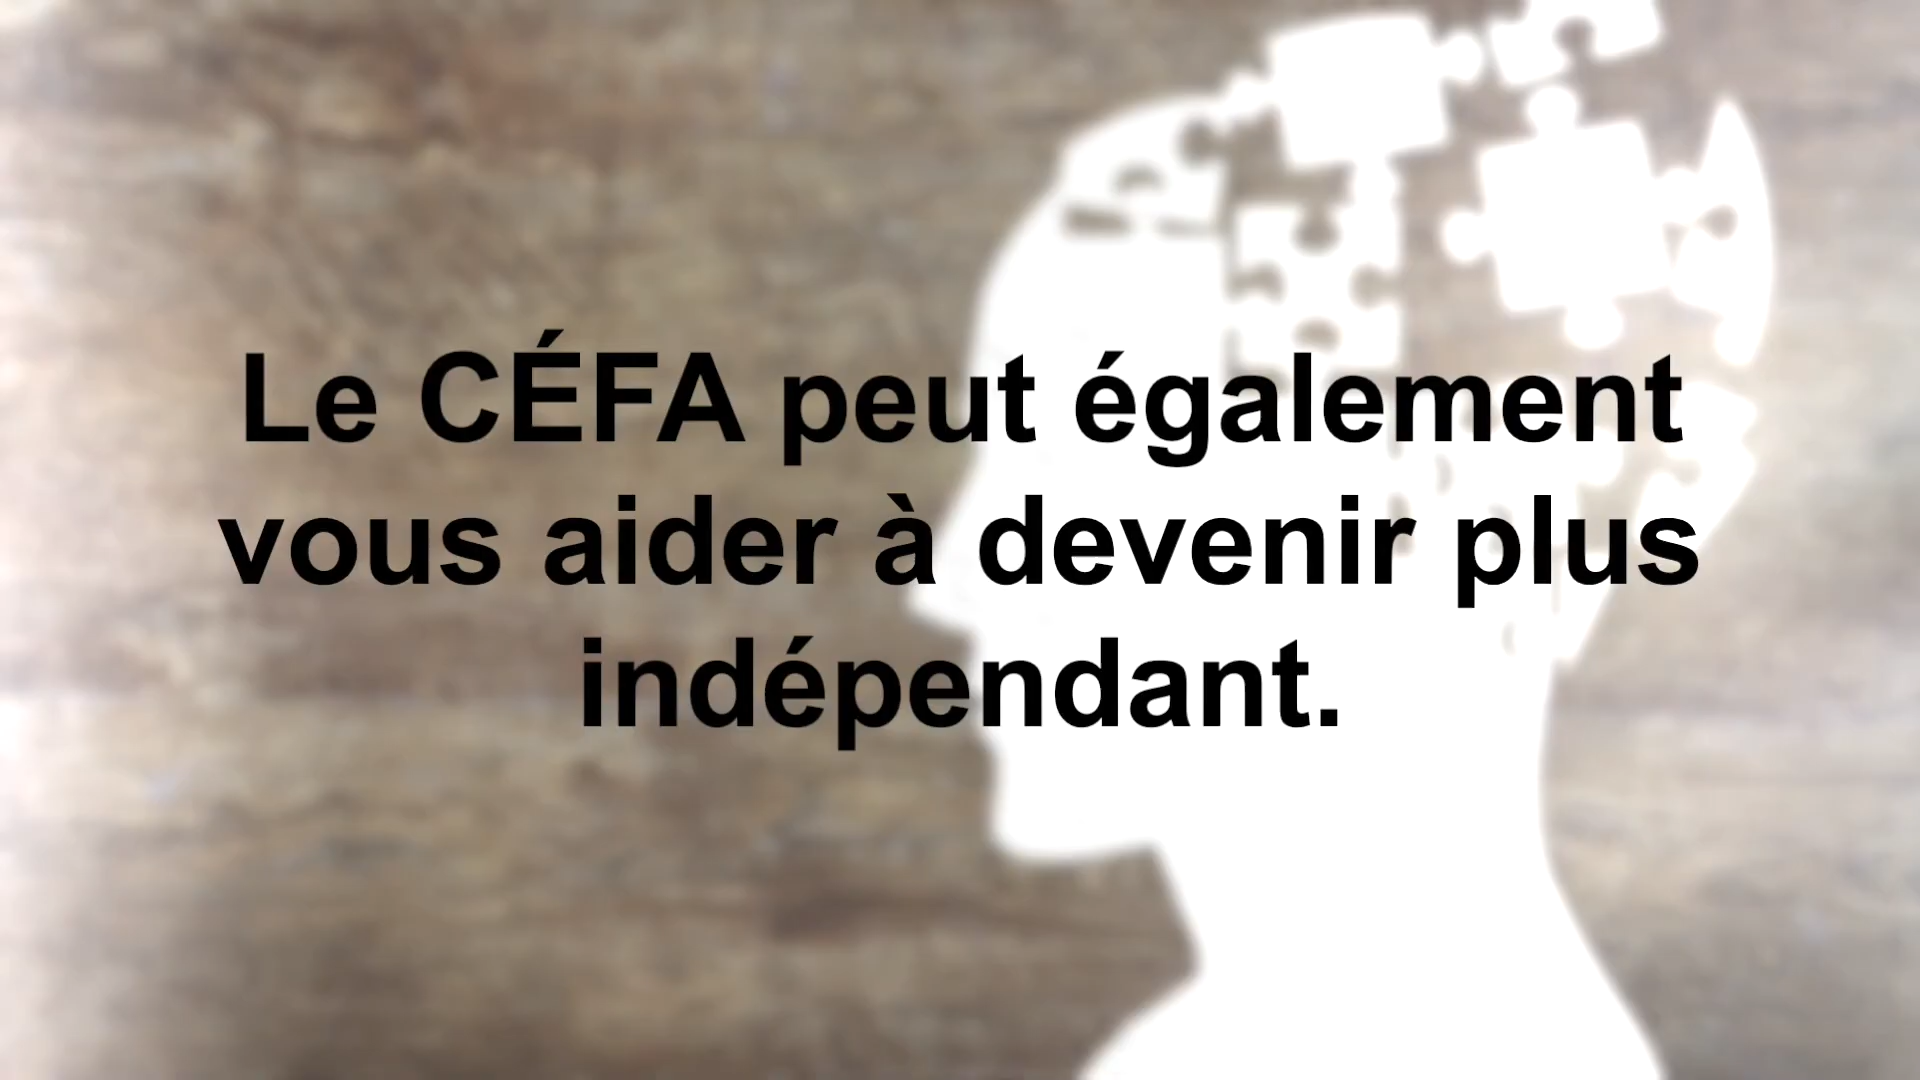 Le CÉFA peut également
vous aider à devenir plus
indépendant.